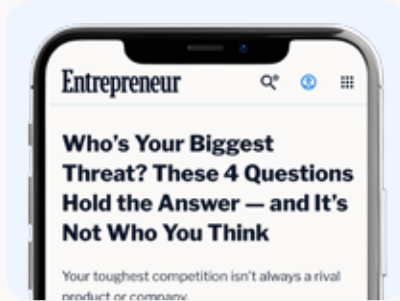 Entrepreneur
Who's Your Biggest
Threat? These 4 Questions
Hold the Answer — and It's
Not Who You Think
Your toughest competition isn't always a rival
product or company.